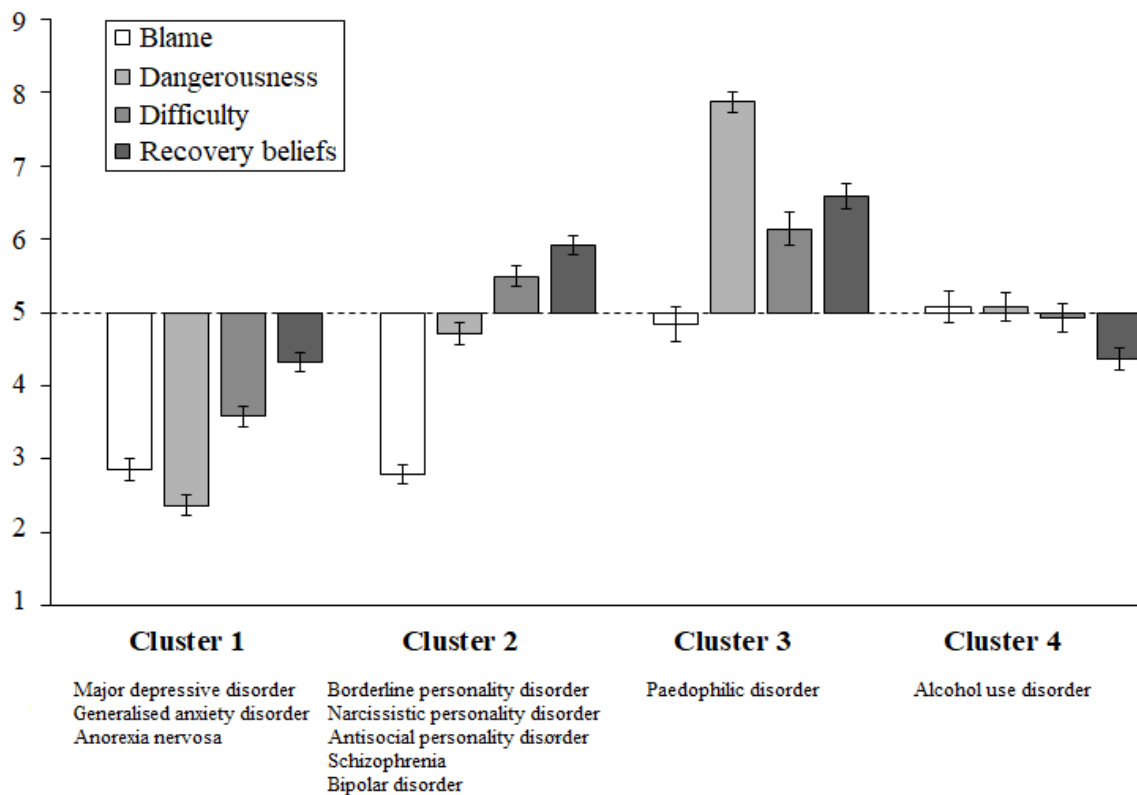 9
8
7
6
5
4
3
2
1
Blame
Dangerousness
Difficulty
Recovery beliefs
Cluster 1
Major depressive disorder
Generalised anxiety disorder
Anorexia nervosa
Cluster 2
Borderline personality disorder
Narcissistic personality disorder
Antisocial personality disorder
Schizophrenia
Bipolar disorder
Cluster 3
Paedophilic disorder
Cluster 4
Alcohol use disorder